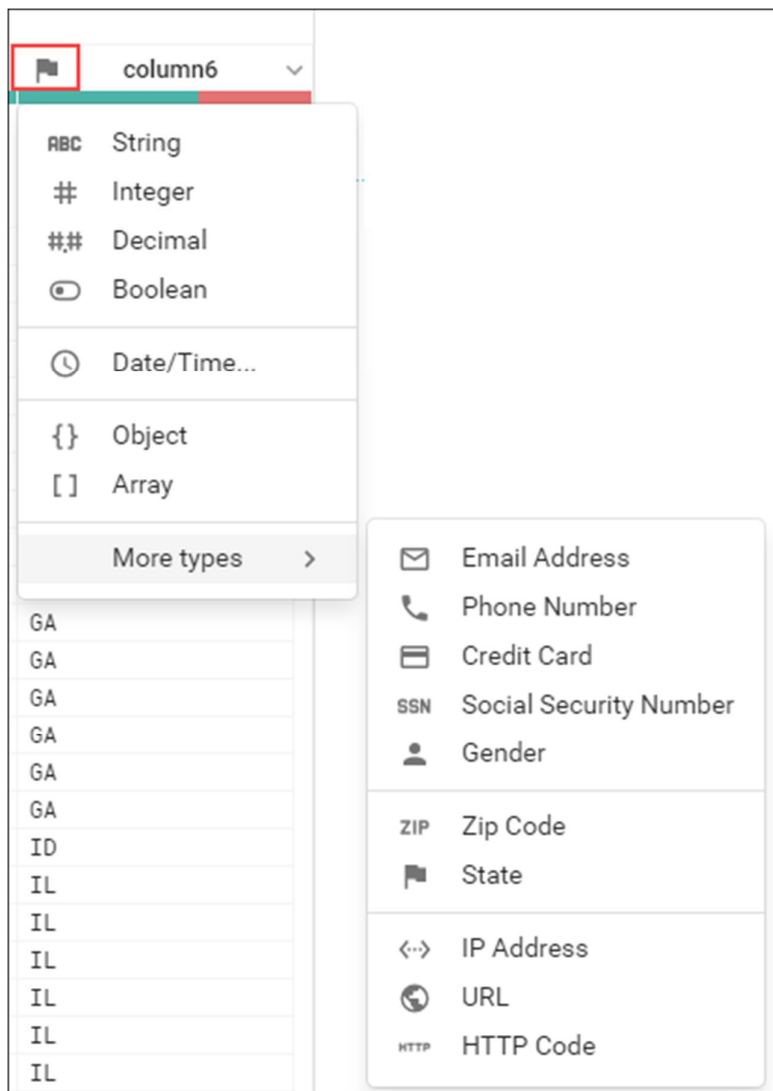 column6
ABC String
# Integer
#.# Decimal
Boolean
Date/Time...
{} Object
[] Array
More types >
Email Address
Phone Number
Credit Card
SSN Social Security Number
Gender
ZIP Zip Code
State
IP Address
URL
HTTP HTTP Code
GA
GA
GA
GA
GA
GA
ID
IL
IL
IL
IL
IL
IL